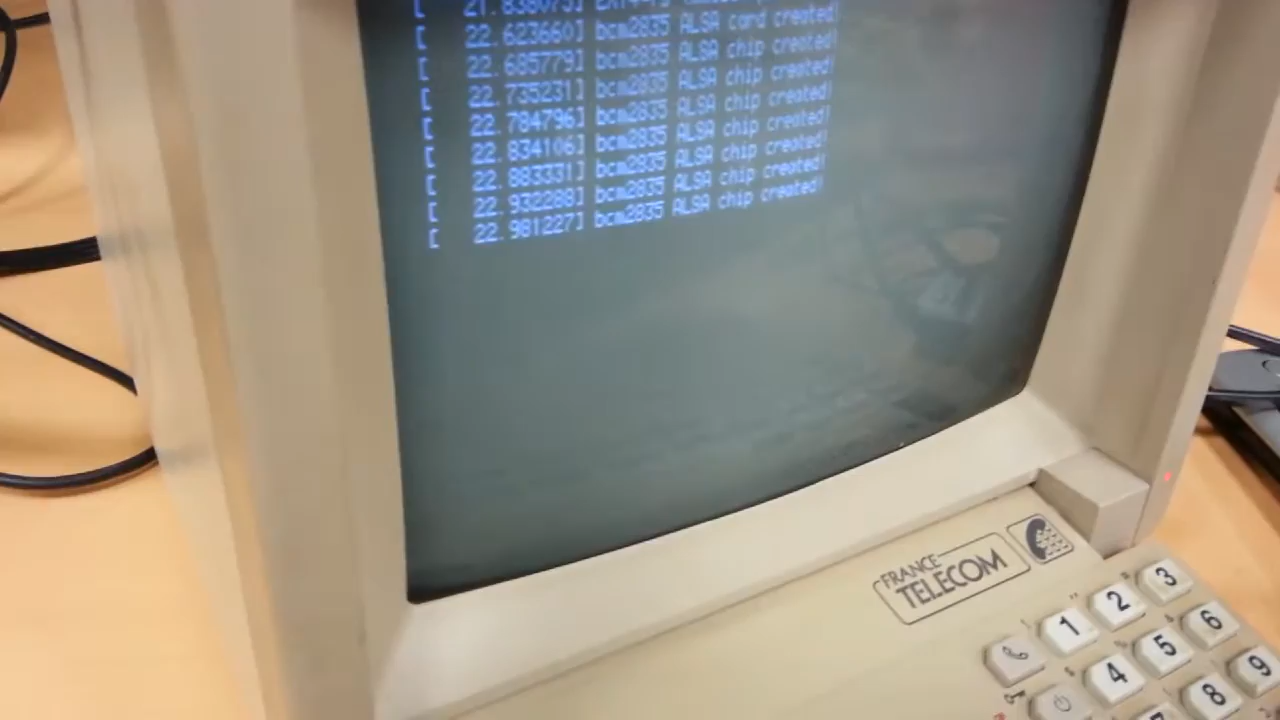 [   21.838075]
[   22.623660] bcm2835 ALSA card created!
[   22.685779] bcm2835 ALSA chip created!
[   22.735231] bcm2835 ALSA chip created!
[   22.784796] bcm2835 ALSA chip created!
[   22.834106] bcm2835 ALSA chip created!
[   22.883331] bcm2835 ALSA chip created!
[   22.932288] bcm2835 ALSA chip created!
[   22.981227] bcm2835 ALSA chip created!
FRANCE
TELECOM
1 2 3
4 5 6
8 9